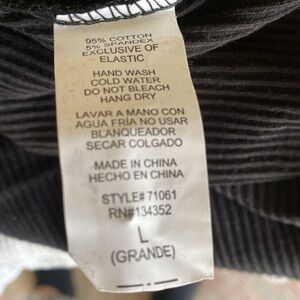 95% COTTON
5% SPANDEX
EXCLUSIVE OF
ELASTIC
HAND WASH
COLD WATER
DO NOT BLEACH
HANG DRY
LAVAR A MANO CON
AGUA FRÍA NO USAR
BLANQUEADOR
SECAR COLGADO
MADE IN CHINA
HECHO EN CHINA
STYLE# 71061
RN#134352
L
(GRANDE)